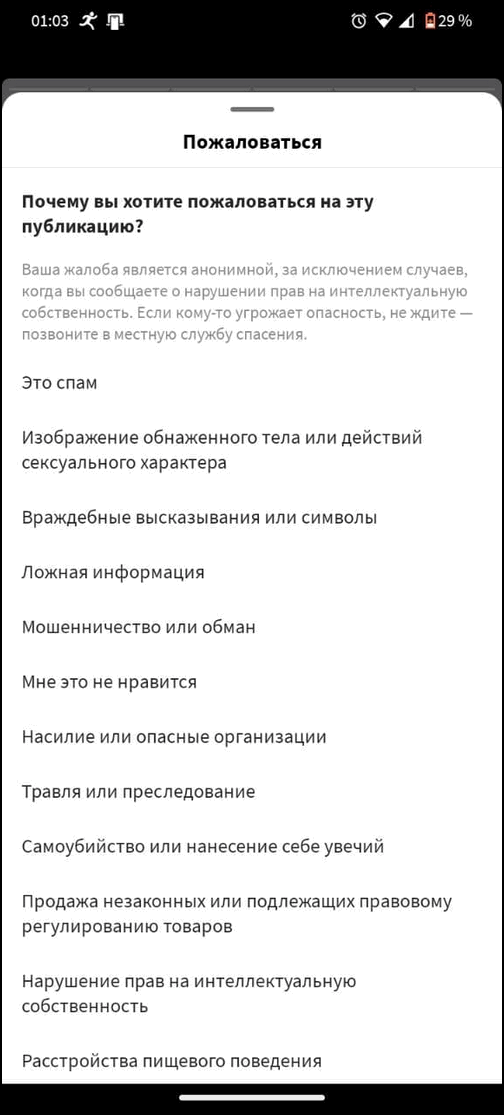 01:03
29 %
Пожаловаться
Почему вы хотите пожаловаться на эту
публикацию?
Ваша жалоба является анонимной, за исключением случаев,
когда вы сообщаете о нарушении прав на интеллектуальную
собственность. Если кому-то угрожает опасность, не ждите —
позвоните в местную службу спасения.
Это спам
Изображение обнаженного тела или действий
сексуального характера
Враждебные высказывания или символы
Ложная информация
Мошенничество или обман
Мне это не нравится
Насилие или опасные организации
Травля или преследование
Самоубийство или нанесение себе увечий
Продажа незаконных или подлежащих правовому
регулированию товаров
Нарушение прав на интеллектуальную
собственность
Расстройства пищевого поведения